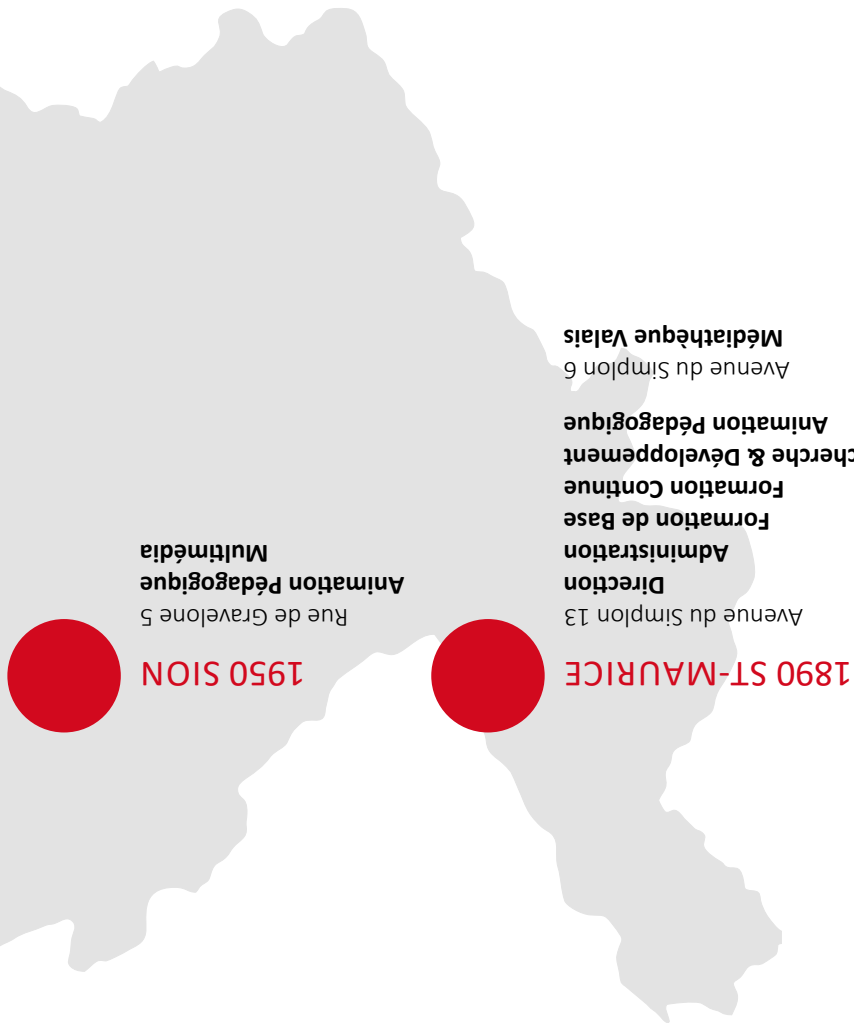 1890 ST-MAURICE
Avenue du Simplon 13
Direction
Administration
Formation de Base
Formation Continue
cherche & Développement
Animation Pédagogique
Avenue du Simplon 6
Médiathèque Valais
1950 SION
Rue de Gravelone 5
Animation Pédagogique
Multimédia